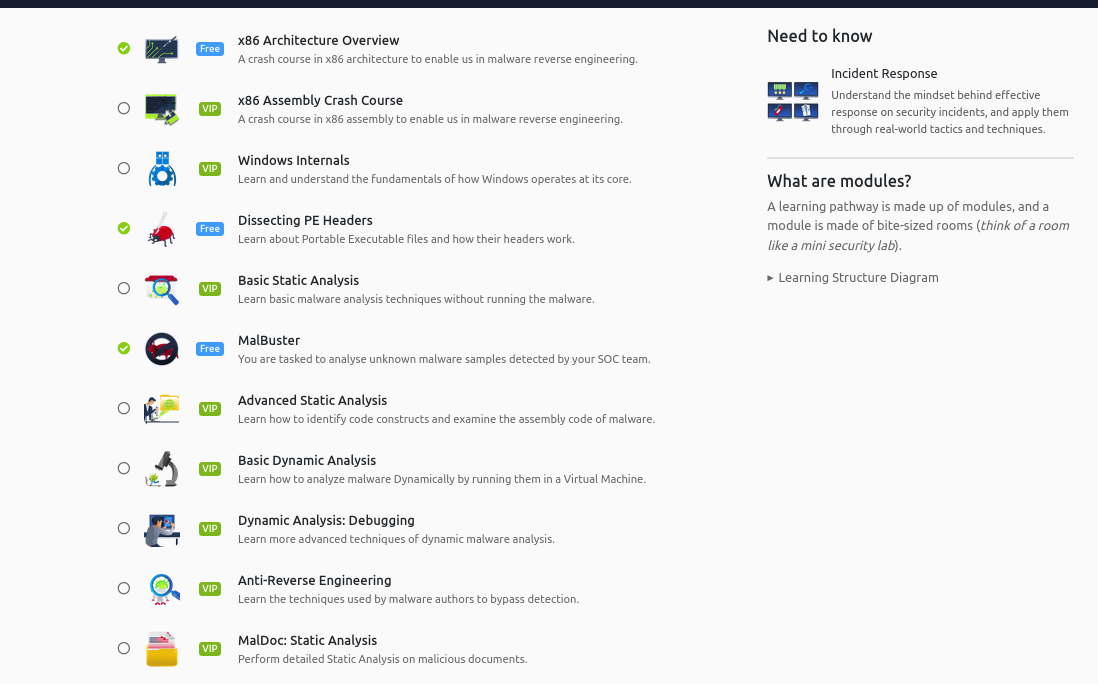 Free
x86 Architecture Overview
A crash course in x86 architecture to enable us in malware reverse engineering.
VIP
x86 Assembly Crash Course
A crash course in x86 assembly to enable us in malware reverse engineering.
VIP
Windows Internals
Learn and understand the fundamentals of how Windows operates at its core.
Free
Dissecting PE Headers
Learn about Portable Executable files and how their headers work.
VIP
Basic Static Analysis
Learn basic malware analysis techniques without running the malware.
Free
MalBuster
You are tasked to analyse unknown malware samples detected by your SOC team.
VIP
Advanced Static Analysis
Learn how to identify code constructs and examine the assembly code of malware.
VIP
Basic Dynamic Analysis
Learn how to analyze malware Dynamically by running them in a Virtual Machine.
VIP
Dynamic Analysis: Debugging
Learn more advanced techniques of dynamic malware analysis.
VIP
Anti-Reverse Engineering
Learn the techniques used by malware authors to bypass detection.
VIP
MalDoc: Static Analysis
Perform detailed Static Analysis on malicious documents.
Need to know
Incident Response
Understand the mindset behind effective
response on security incidents, and apply them
through real-world tactics and techniques.
What are modules?
A learning pathway is made up of modules, and a
module is made of bite-sized rooms (think of a room
like a mini security lab).
▸ Learning Structure Diagram